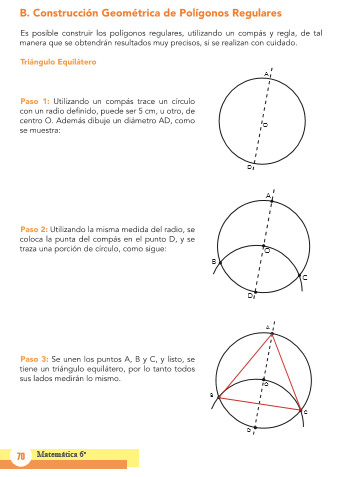 B. Construcción Geométrica de Polígonos Regulares
Es posible construir los polígonos regulares, utilizando un compás y regla, de tal
manera que se obtendrán resultados muy precisos, si se realizan con cuidado.
Triángulo Equilátero
A
Paso 1: Utilizando un compás trace un círculo
con un radio definido, puede ser 5 cm, u otro, de
centro O. Además dibuje un diámetro AD, como
se muestra:
O
D
A
Paso 2: Utilizando la misma medida del radio, se
coloca la punta del compás en el punto D, y se
traza una porción de círculo, como sigue:
O
B
C
D
A
Paso 3: Se unen los puntos A, B y C, y listo, se
tiene un triángulo equilátero, por lo tanto todos
sus lados medirán lo mismo.
O
B
C
D
70 Matemática 6º